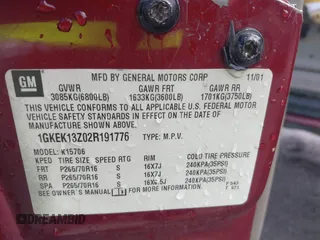 GM
MFD BY GENERAL MOTORS CORP 11/01
GVWR GAWR FRT GAWR RR
3085KG(6800LB) 1633KG(3600LB) 1701KG(3750LB)
THIS VEHICLE CONFORMS TO ALL APPLICABLE U.S. FEDERAL MOTOR
VEHICLE SAFETY STANDARDS IN EFFECT ON THE DATE OF
MANUFACTURE SHOWN ABOVE.
1GKEK13Z02R191776 TYPE: M.P.V.
MODEL: K15706
KPED TIRE SIZE SPEED RTG RIM COLD TIRE PRESSURE
FRT P265/70R16 S 16X7J 240KPA(35PSI)
RR P265/70R16 S 16X7J 240KPA(35PSI)
SPA P265/70R16 S 16X6.5J 240KPA(35PSI)
SEE OWNER'S MANUAL FOR MORE INFORMATION.
DREAMBID